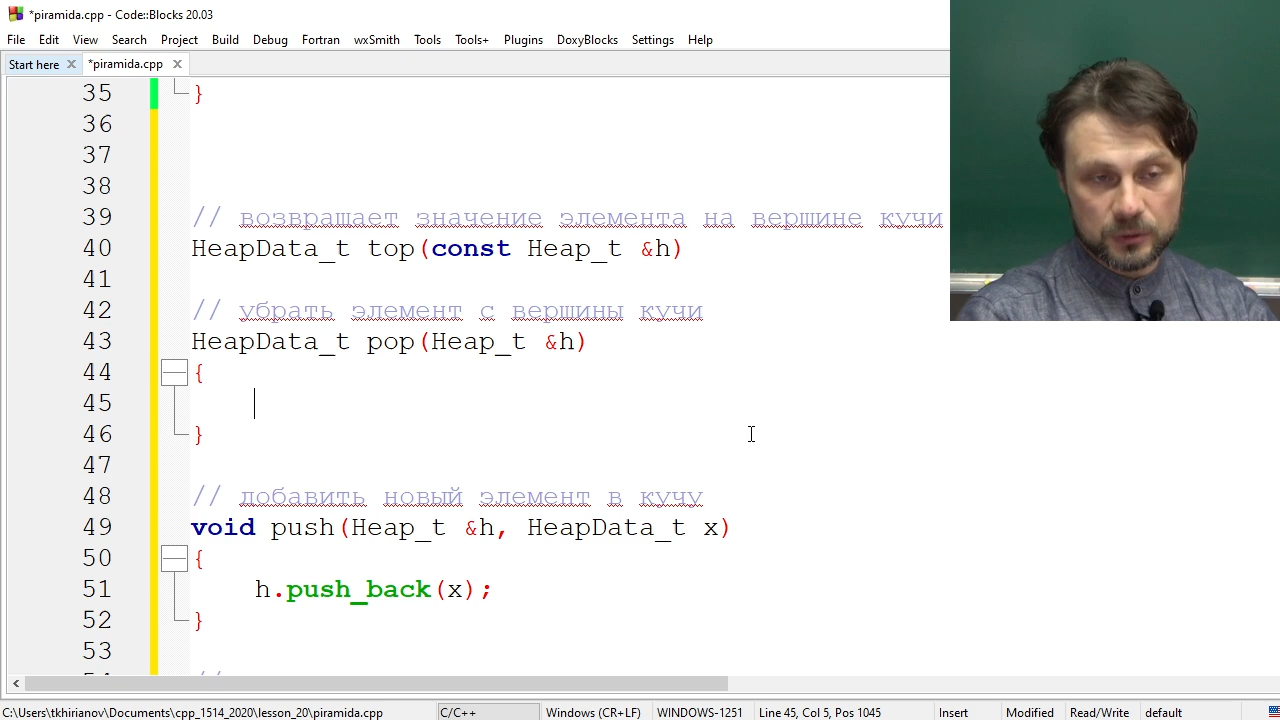 *piramida.cpp - Code::Blocks 20.03
File Edit View Search Project Build Debug Fortran wxSmith Tools Tools+ Plugins DoxyBlocks Settings Help
Start here *piramida.cpp
35 }
36
37
38
39 // возвращает значение элемента на вершине кучи
40 HeapData_t top(const Heap_t &h)
41
42 // убрать элемент с вершины кучи
43 HeapData_t pop(Heap_t &h)
44 {
45
46 }
47
48 // добавить новый элемент в кучу
49 void push(Heap_t &h, HeapData_t x)
50 {
51 h.push_back(x);
52 }
53
C:\Users\tkhirianov\Documents\cpp_1514_2020\lesson_20\piramida.cpp C/C++ Windows (CR+LF) WINDOWS-1251 Line 45, Col 5, Pos 1045 Insert Modified Read/Write default